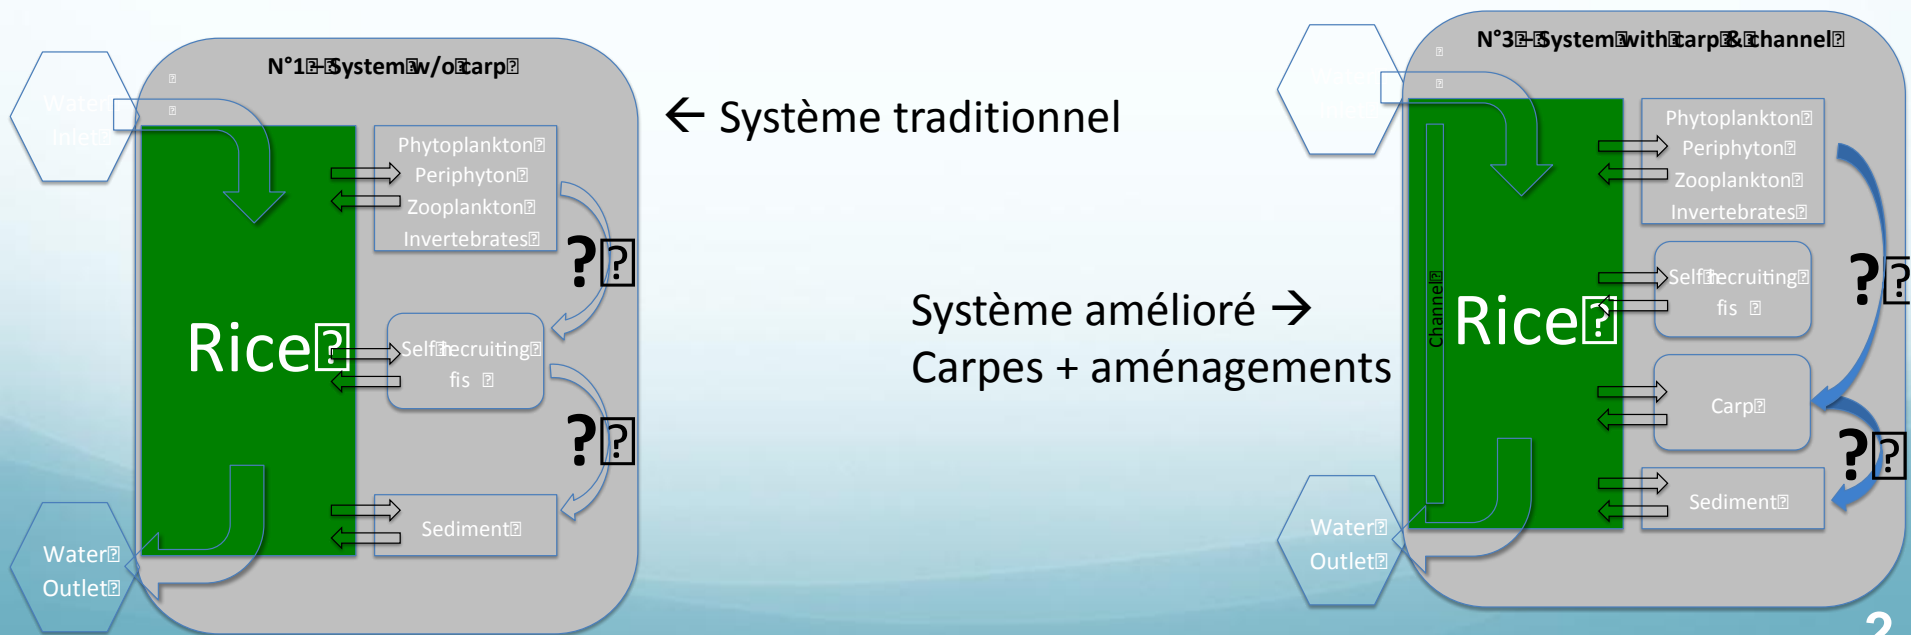 N°1 – System w/o carp
Water
Inlet
Phytoplankton
Periphyton
Zooplankton
Invertebrates
?
Rice
Self recruiting
fis
?
Sediment
Water
Outlet
← Système traditionnel
Système amélioré →
Carpes + aménagements
N°3 – System with carp & channel
Phytoplankton
Periphyton
Zooplankton
Invertebrates
?
Channel
Rice
Self recruiting
fis
Carp
?
Sediment
Water
Outlet
2